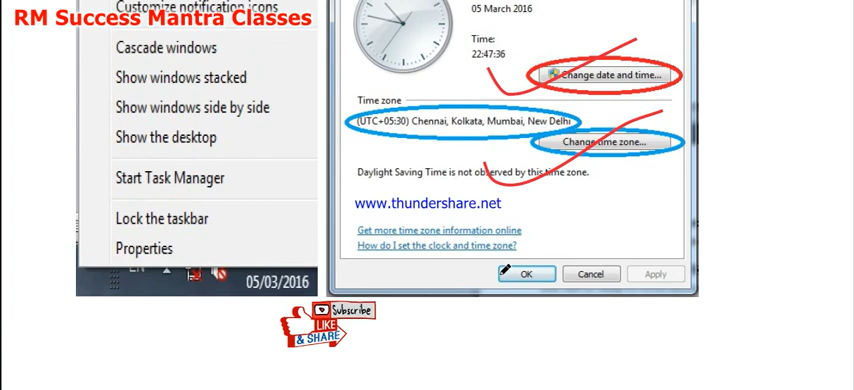 Customize notification icons
RM Success Mantra Classes
Cascade windows
Show windows stacked
Show windows side by side
Show the desktop
Start Task Manager
Lock the taskbar
Properties
EN
05/03/2016
05 March 2016
Time:
22:47:36
Change date and time...
Time zone
(UTC+05:30) Chennai, Kolkata, Mumbai, New Delhi
Change time zone...
Daylight Saving Time is not observed by this time zone.
www.thundershare.net
Get more time zone information online
How do I set the clock and time zone?
OK
Cancel
Apply
Subscribe
LIKE
& SHARE